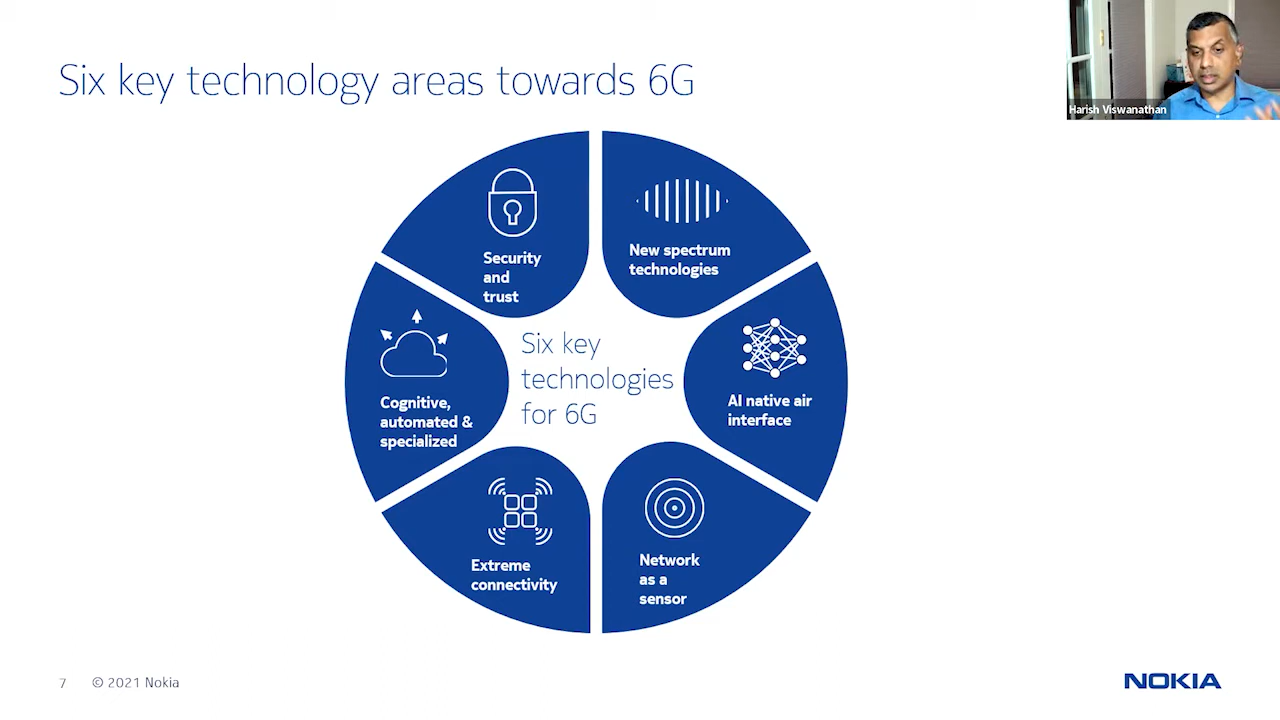 Six key technology areas towards 6G
Harish Viswanathan
Security
and
trust
New spectrum
technologies
Cognitive,
automated &
specialized
Six key
technologies
for 6G
AI native air
interface
Extreme
connectivity
Network
as a
sensor
7 © 2021 Nokia
NOKIA